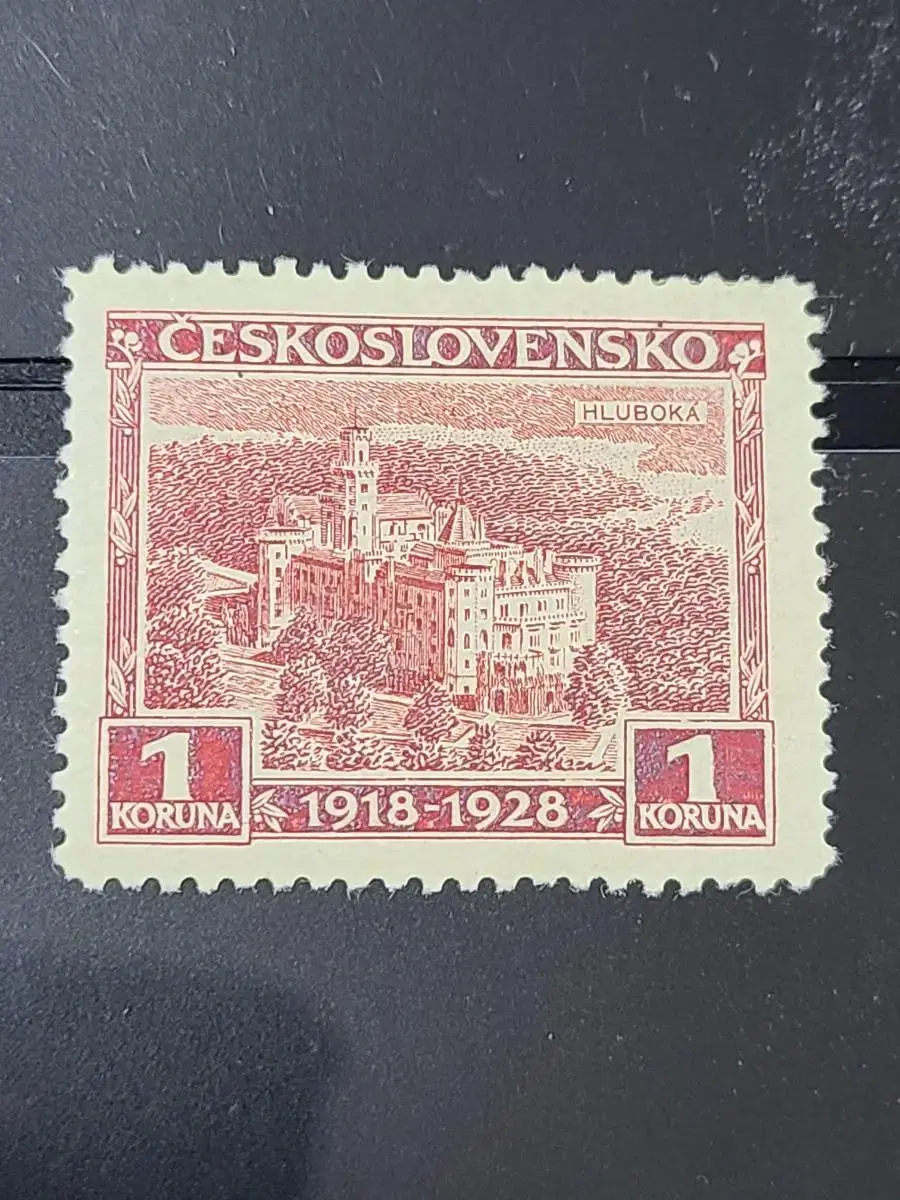 ČESKOSLOVENSKO
HLUBOKÁ
1 1
KORUNA 1918-1928 KORUNA